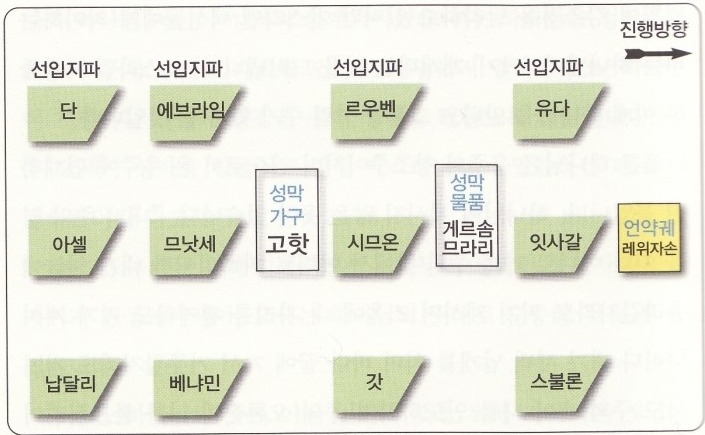 진행방향
선입지파 선입지파 선입지파 선입지파
단 에브라임 르우벤 유다
성막
가구
고핫
성막
물품
게르솜
므라리
아셀 므낫세 시므온 잇사갈
언약궤
레위자손
납달리 베냐민 갓 스불론